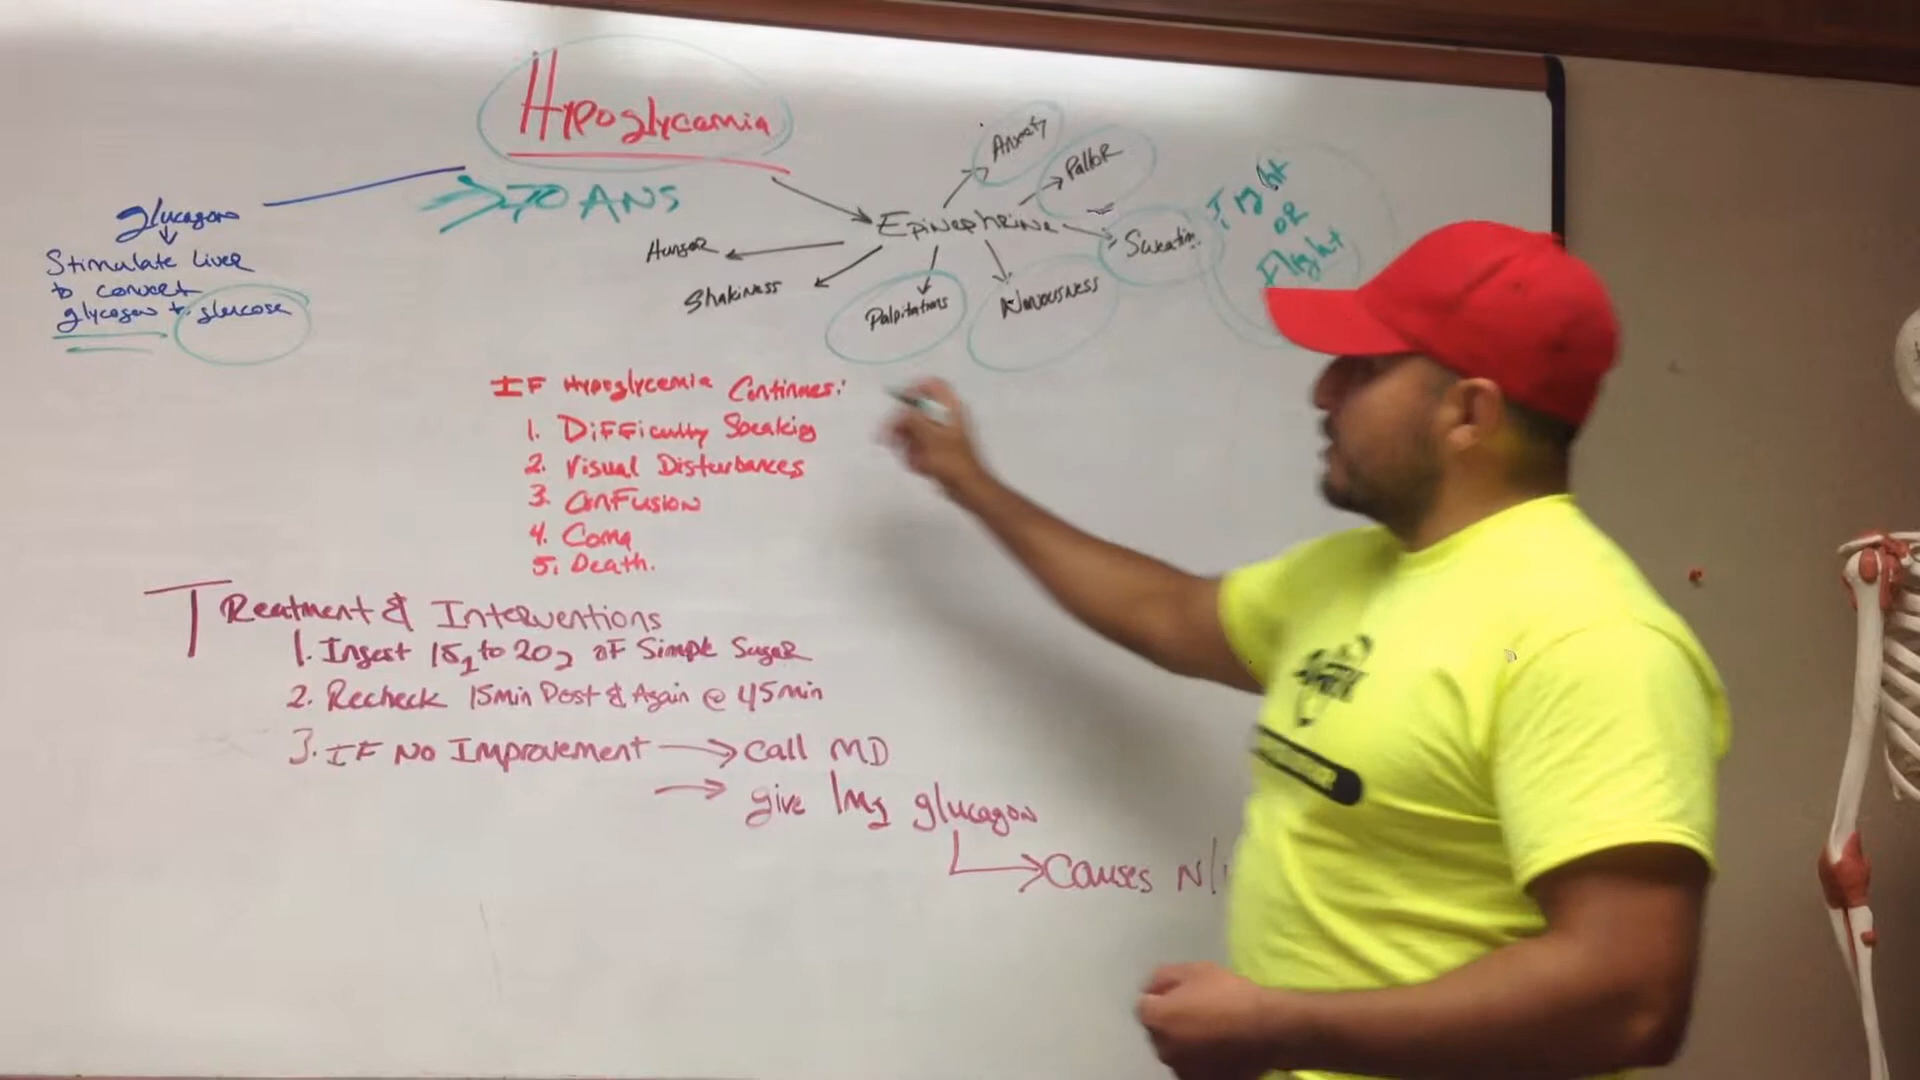 Hypoglycemia
>70 ANS
glucagon
Stimulate Liver
to convert
glycogen to glucose
Epinephrine
Anxiety
Pallor
Sweatin
Nervousness
Palpitations
Shakiness
Hunger
Fight
OR
Flight
IF Hypoglycemia Continues:
1. Difficulty Speaking
2. Visual Disturbances
3. Confusion
4. Coma
5. Death.
Treatment & Interventions
1. Ingest 15g to 20g of Simple Sugar
2. Recheck 15min Post & Again @ 45min
3. IF No Improvement → call MD
→ give 1mg glucagon
→ Causes N/